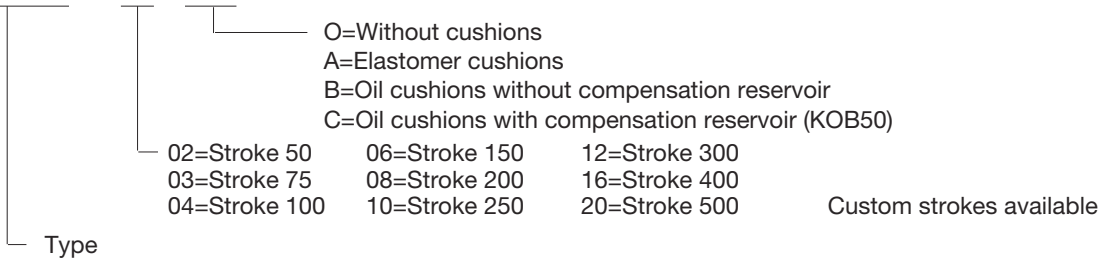 O=Without cushions
A=Elastomer cushions
B=Oil cushions without compensation reservoir
C=Oil cushions with compensation reservoir (KOB50)
02=Stroke 50 06=Stroke 150 12=Stroke 300
03=Stroke 75 08=Stroke 200 16=Stroke 400
04=Stroke 100 10=Stroke 250 20=Stroke 500 Custom strokes available
Type